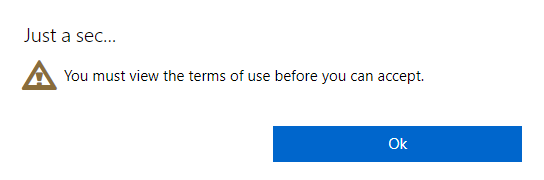 Just a sec...
You must view the terms of use before you can accept.
Ok